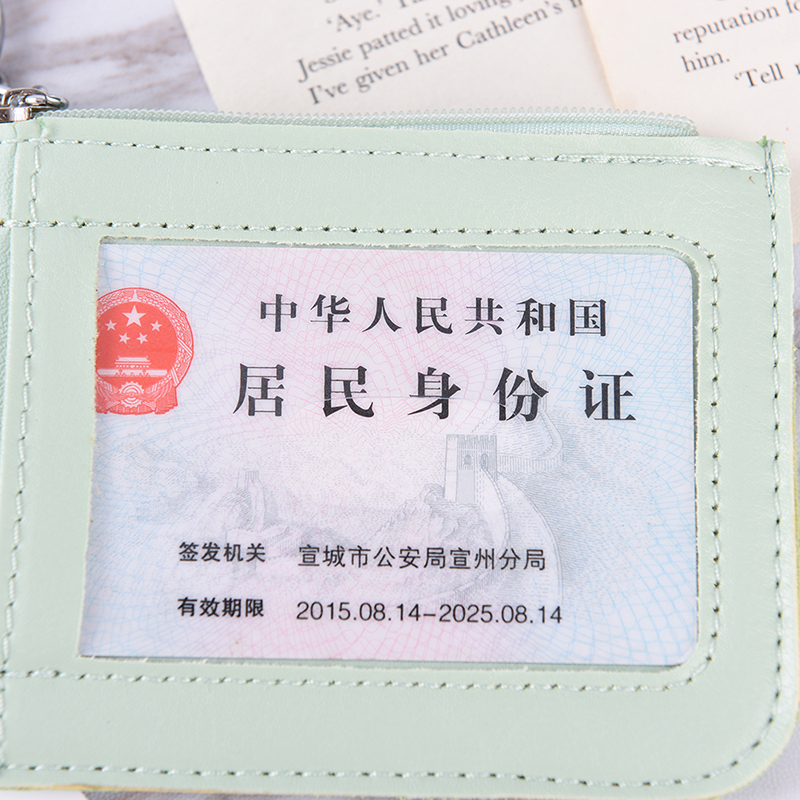 'Aye.' Tam
Jessie patted it loving
I've given her Cathleen's
reputation fo
him.
'Tell
中华人民共和国
居民身份证
签发机关 宣城市公安局宣州分局
有效期限 2015.08.14-2025.08.14